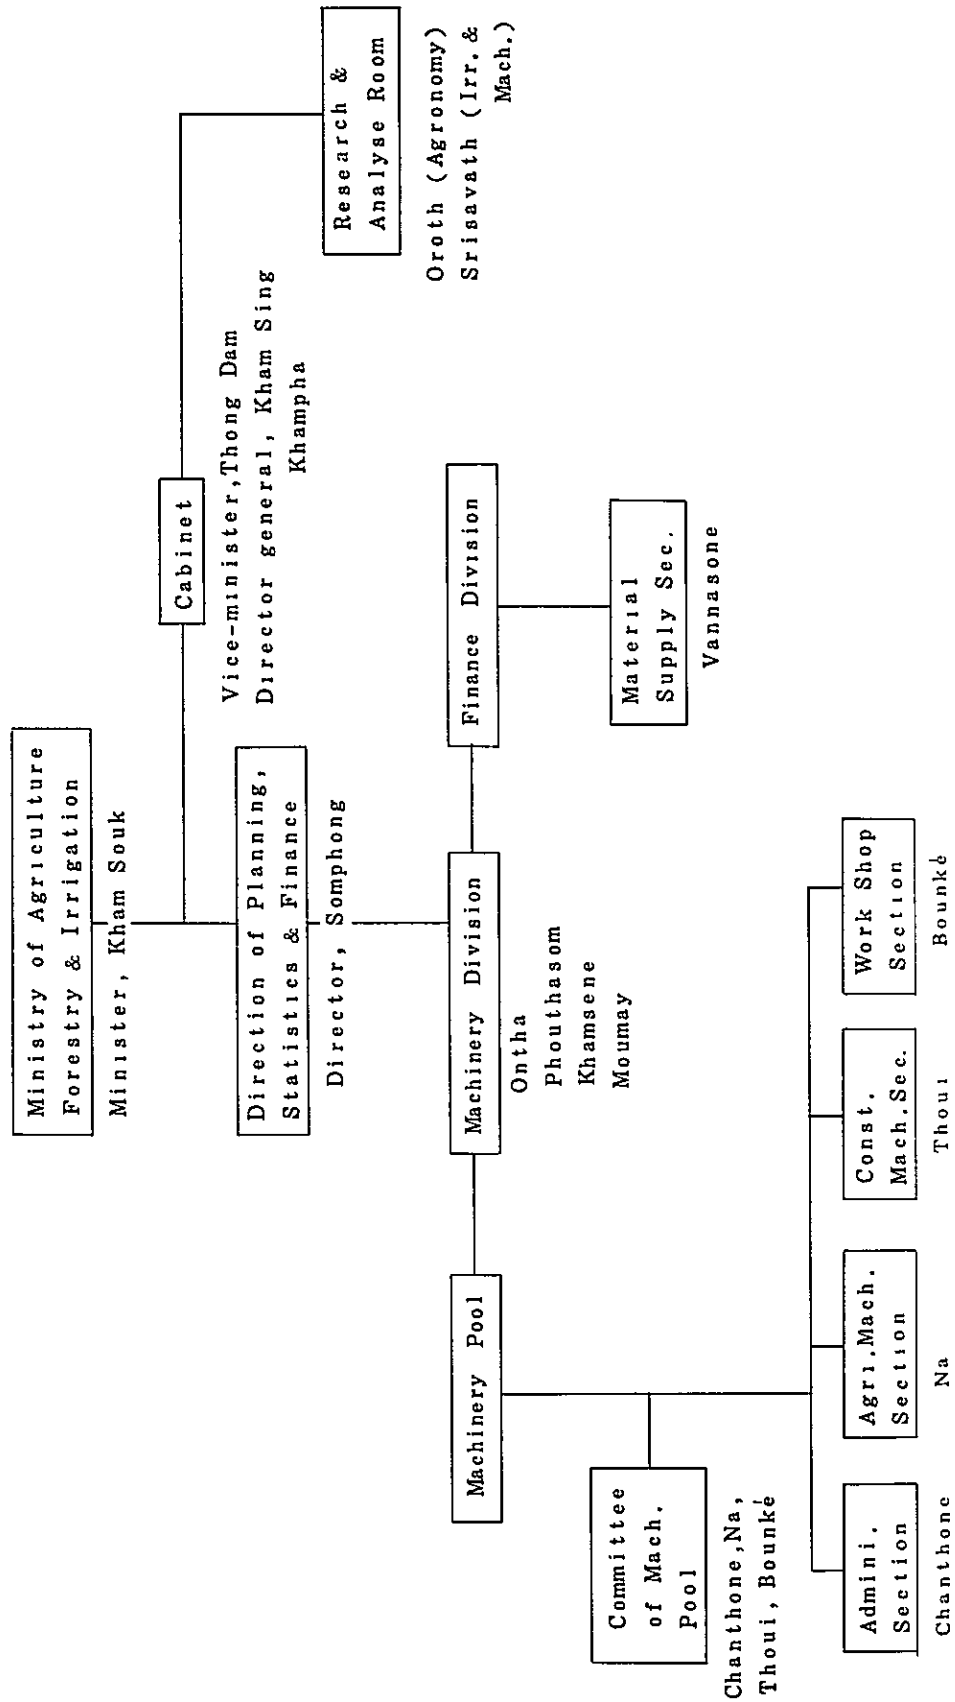 Ministry of Agriculture
Forestry & Irrigation
Minister, Kham Souk
Cabinet
Vice-minister,Thong Dam
Director general, Kham Sing
Khampha
Research &
Analyse Room
Oroth (Agronomy)
Srisavath (Irr. &
Mach.)
Direction of Planning,
Statistics & Finance
Director, Somphong
Machinery Pool
Machinery Division
Ontha
Phouthasom
Khamsene
Moumay
Finance Division
Material
Supply Sec.
Vannasone
Committee
of Mach.
Pool
Chanthone,Na,
Thoui, Bounké
Admini.
Section
Chanthone
Agri.Mach.
Section
Na
Const.
Mach.Sec.
Thoui
Work Shop
Section
Bounké